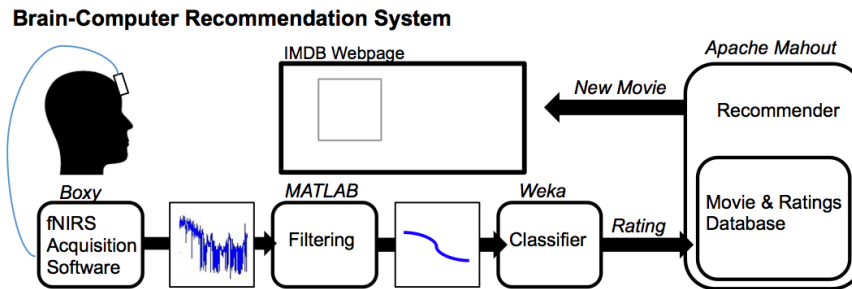 Brain-Computer Recommendation System
IMDB Webpage
Apache Mahout
New Movie
Recommender
Boxy
MATLAB
Weka
fNIRS
Acquisition
Software
Filtering
Classifier
Rating
Movie & Ratings
Database